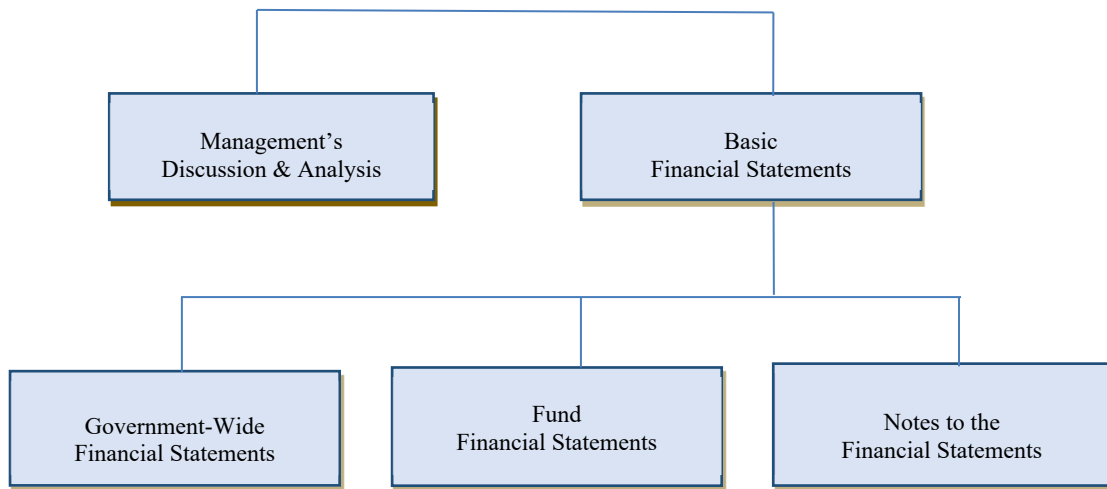 Management’s
Discussion & Analysis
Basic
Financial Statements
Government-Wide
Financial Statements
Fund
Financial Statements
Notes to the
Financial Statements